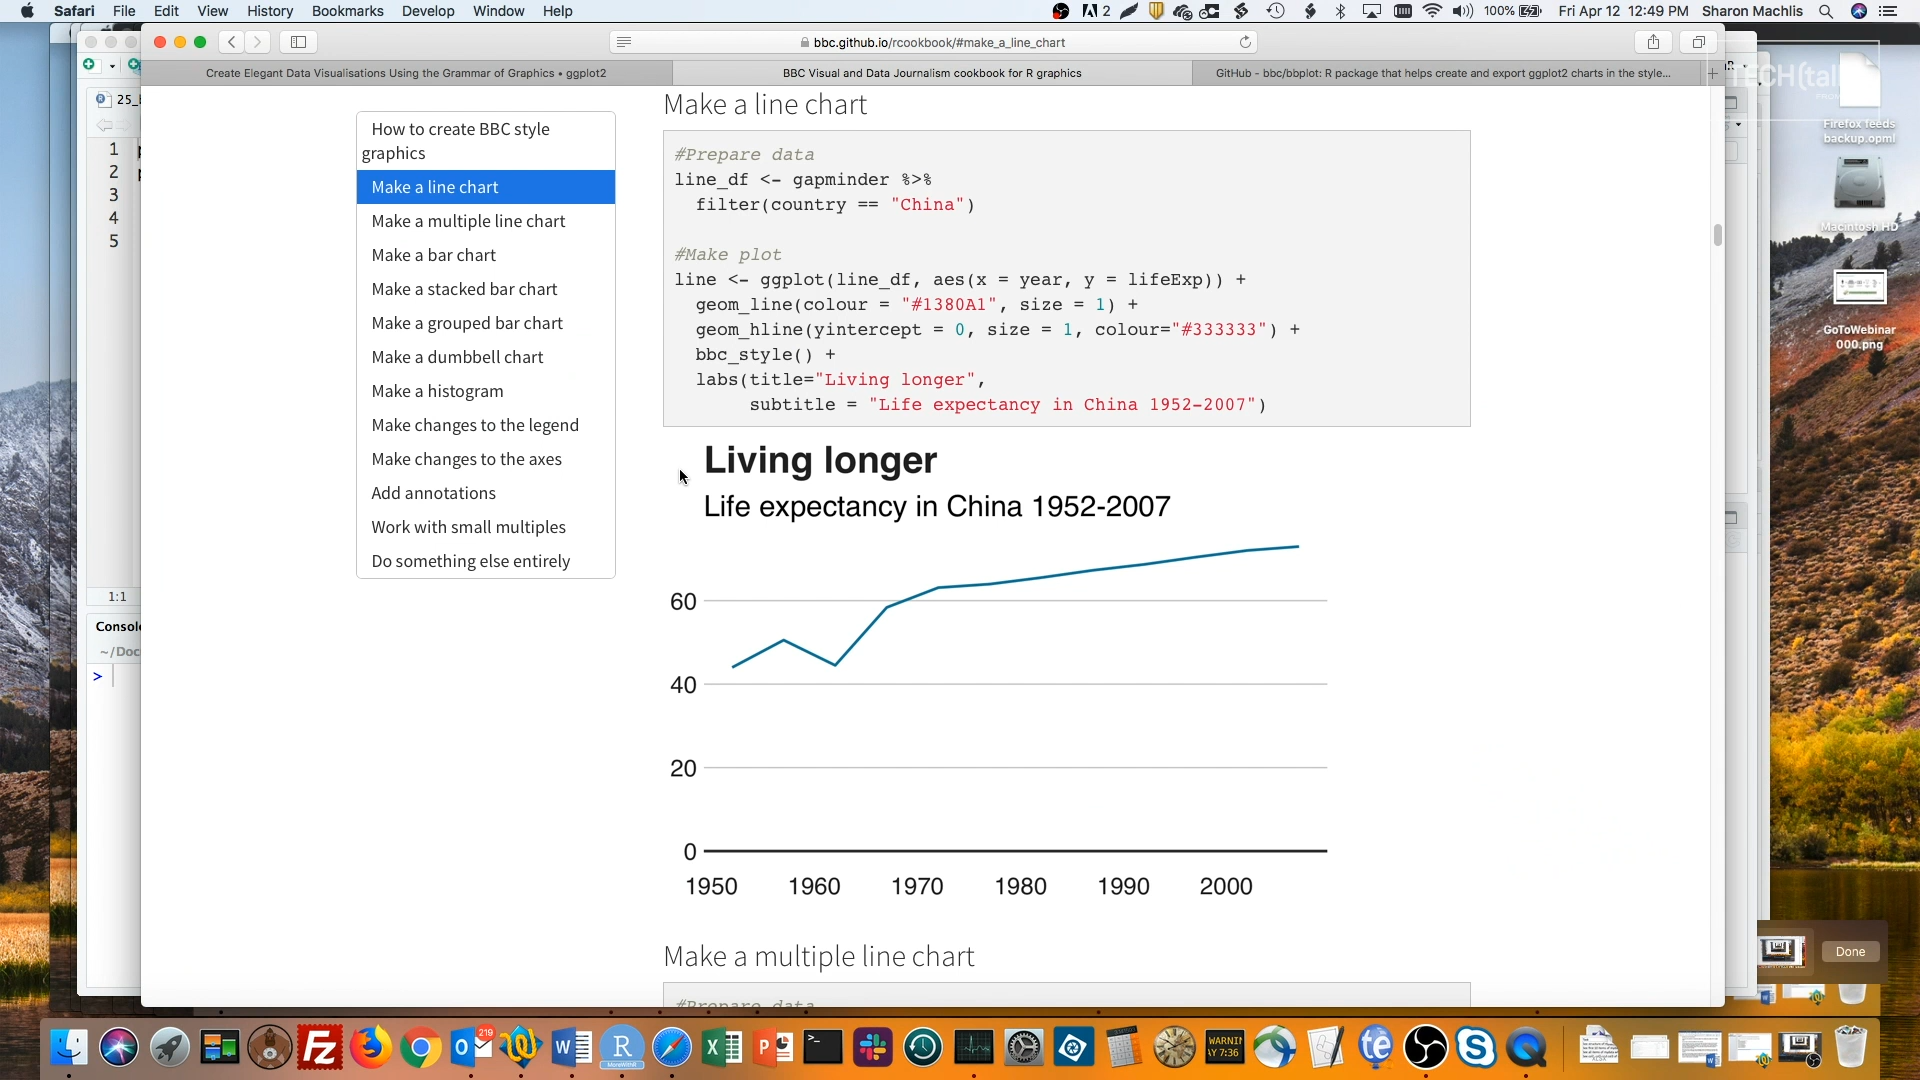 Safari File Edit View History Bookmarks Develop Window Help
2 100% Fri Apr 12 12:49 PM Sharon Machlis
bbc.github.io/rcookbook/#make_a_line_chart
Create Elegant Data Visualisations Using the Grammar of Graphics • ggplot2
BBC Visual and Data Journalism cookbook for R graphics
GitHub - bbc/bbplot: R package that helps create and export ggplot2 charts in the style...
TECH(tal
Firefox feeds
backup.opml
Macintosh HD
GoToWebinar
000.png
25_
1
2
3
4
5
1:1
Console
~/Doc
>
How to create BBC style
graphics
Make a line chart
Make a multiple line chart
Make a bar chart
Make a stacked bar chart
Make a grouped bar chart
Make a dumbbell chart
Make a histogram
Make changes to the legend
Make changes to the axes
Add annotations
Work with small multiples
Do something else entirely
Make a line chart
#Prepare data
line_df <- gapminder %>%
filter(country == "China")
#Make plot
line <- ggplot(line_df, aes(x = year, y = lifeExp)) +
geom_line(colour = "#1380A1", size = 1) +
geom_hline(yintercept = 0, size = 1, colour="#333333") +
bbc_style() +
labs(title="Living longer",
subtitle = "Life expectancy in China 1952-2007")
Living longer
Life expectancy in China 1952-2007
60
40
20
0
1950 1960 1970 1980 1990 2000
Make a multiple line chart
#Prepare data
Done
219